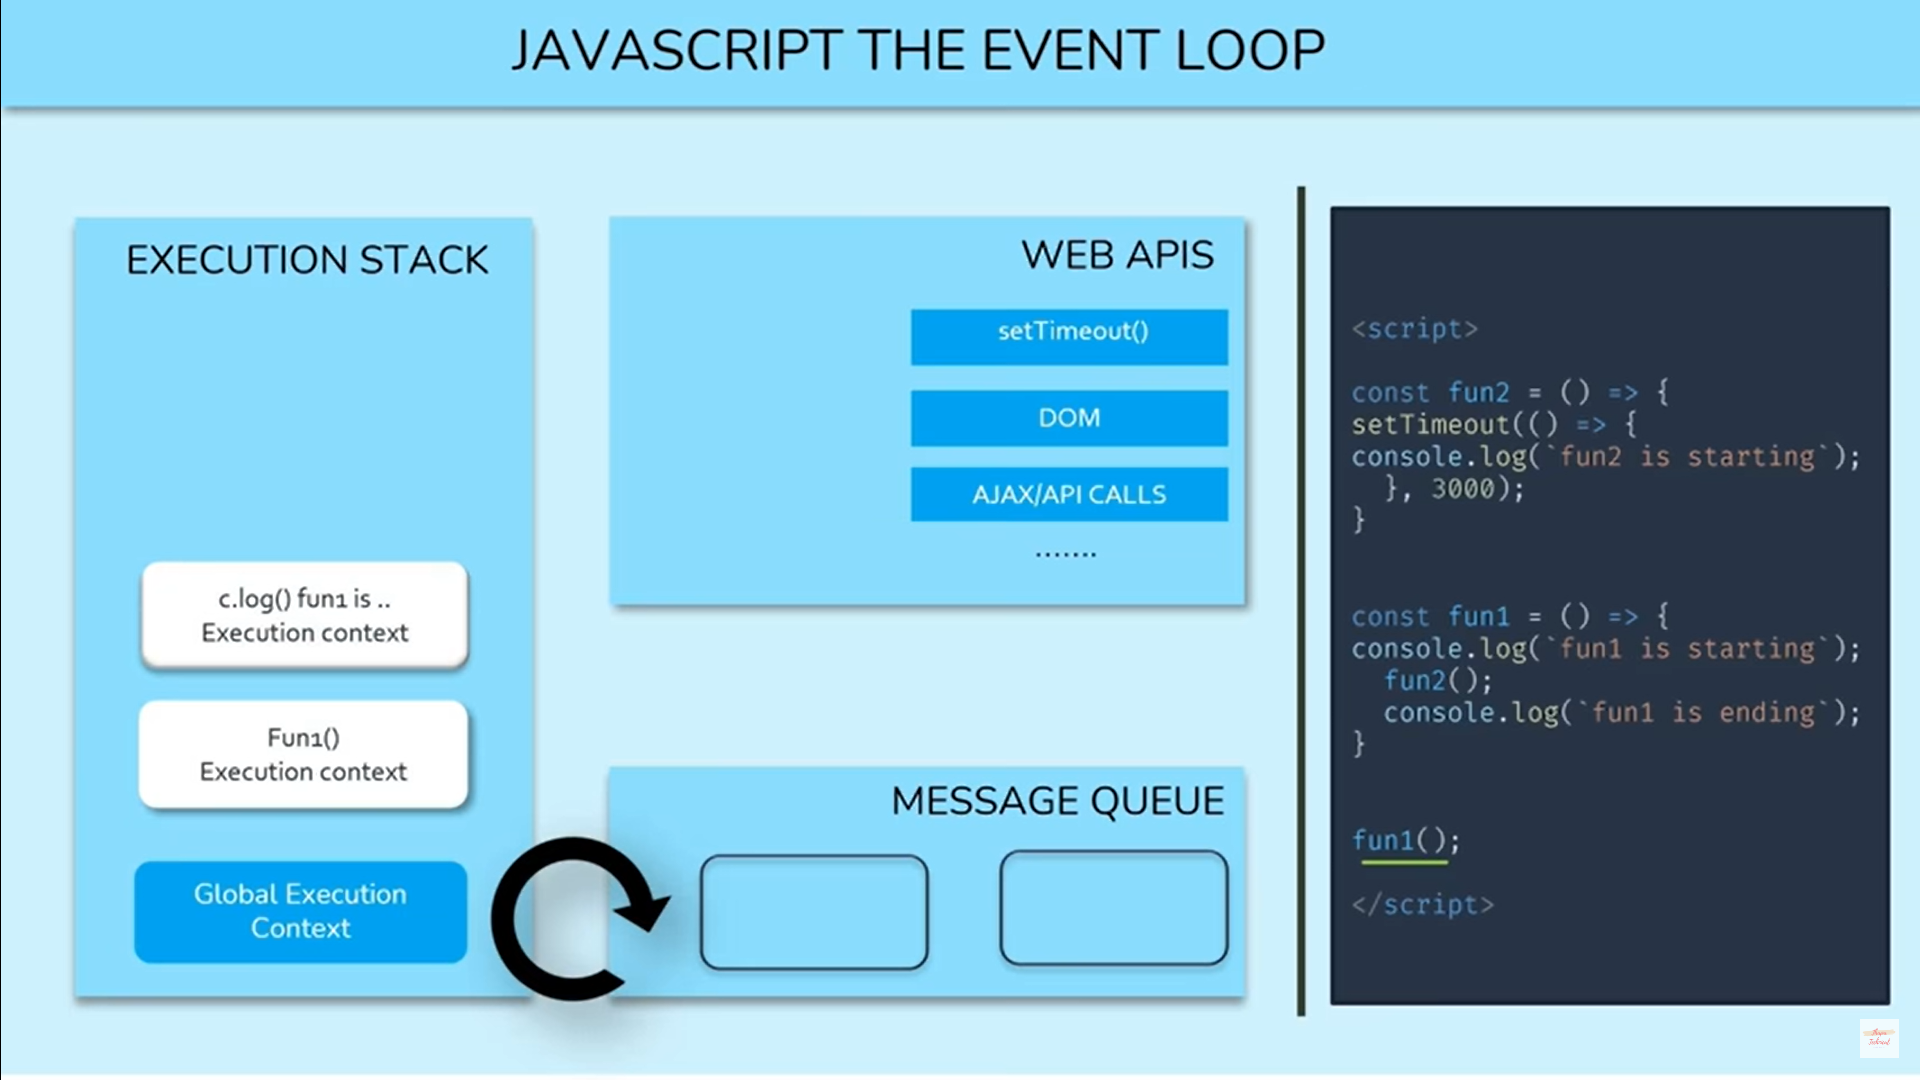 JAVASCRIPT THE EVENT LOOP
EXECUTION STACK
c.log() fun1 is ..
Execution context
Fun1()
Execution context
Global Execution
Context
WEB APIS
setTimeout()
DOM
AJAX/API CALLS
.......
MESSAGE QUEUE
<script>
const fun2 = () => {
setTimeout(() => {
console.log(`fun2 is starting`);
}, 3000);
}
const fun1 = () => {
console.log(`fun1 is starting`);
fun2();
console.log(`fun1 is ending`);
}
fun1();
</script>